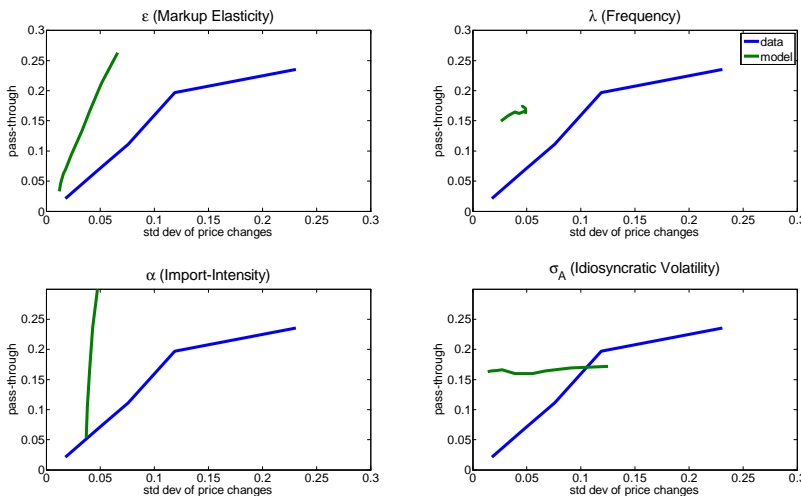 ε (Markup Elasticity)
0.3
0.25
0.2
0.15
0.1
0.05
0
pass-through
0 0.05 0.1 0.15 0.2 0.25 0.3
std dev of price changes
λ (Frequency)
data
model
0.3
0.25
0.2
0.15
0.1
0.05
0
pass-through
0 0.05 0.1 0.15 0.2 0.25 0.3
std dev of price changes
α (Import-Intensity)
0.25
0.2
0.15
0.1
0.05
0
pass-through
0 0.05 0.1 0.15 0.2 0.25 0.3
std dev of price changes
σA (Idiosyncratic Volatility)
0.25
0.2
0.15
0.1
0.05
0
pass-through
0 0.05 0.1 0.15 0.2 0.25 0.3
std dev of price changes